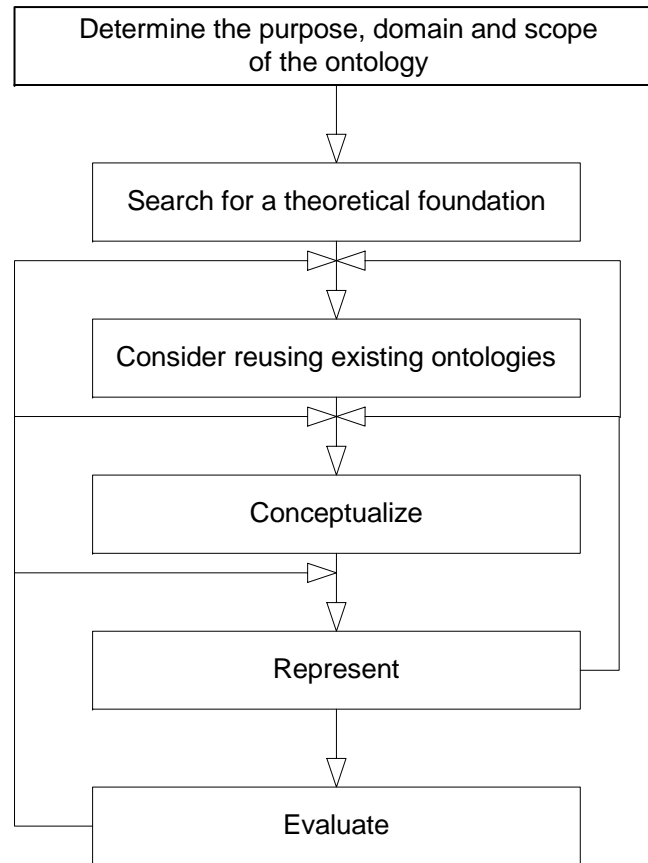 Determine the purpose, domain and scope
of the ontology
Search for a theoretical foundation
Consider reusing existing ontologies
Conceptualize
Represent
Evaluate